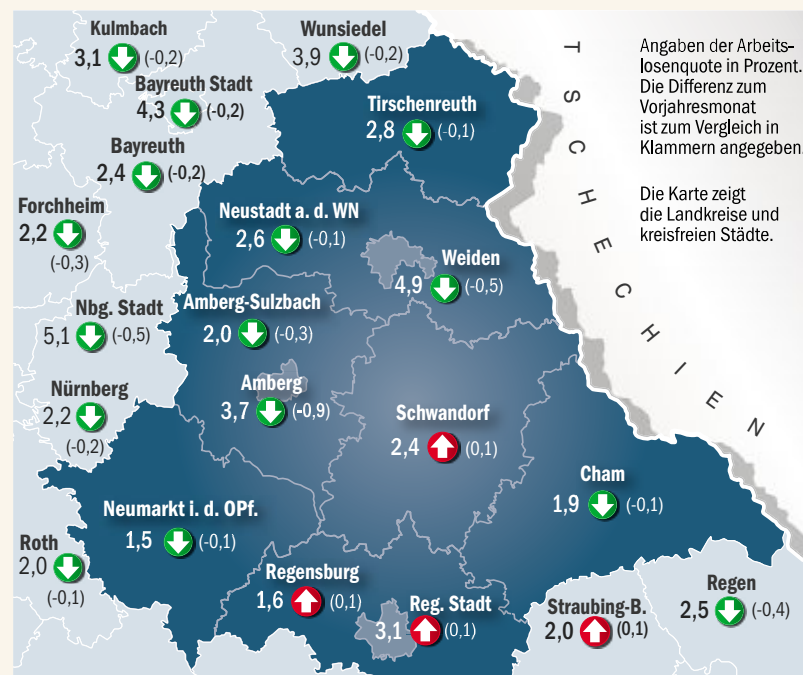 Kulmbach
3,1 (-0,2)
Wunsiedel
3,9 (-0,2)
Bayreuth Stadt
4,3 (-0,2)
Bayreuth
2,4 (-0,2)
Forchheim
2,2
(-0,3)
Nbg. Stadt
5,1 (-0,5)
Nürnberg
2,2
(-0,2)
Roth
2,0
(-0,1)
Tirschenreuth
2,8 (-0,1)
Neustadt a. d. WN
2,6 (-0,1)
Weiden
4,9 (-0,5)
Amberg-Sulzbach
2,0 (-0,3)
Amberg
3,7 (-0,9)
Schwandorf
2,4 (0,1)
Cham
1,9 (-0,1)
Neumarkt i. d. OPf.
1,5 (-0,1)
Regensburg
1,6 (0,1)
Reg. Stadt
3,1 (0,1)
Straubing-B.
2,0 (0,1)
Regen
2,5 (-0,4)
TSCHECHIEN
Angaben der Arbeits-
losenquote in Prozent.
Die Differenz zum
Vorjahresmonat
ist zum Vergleich in
Klammern angegeben.
Die Karte zeigt
die Landkreise und
kreisfreien Städte.